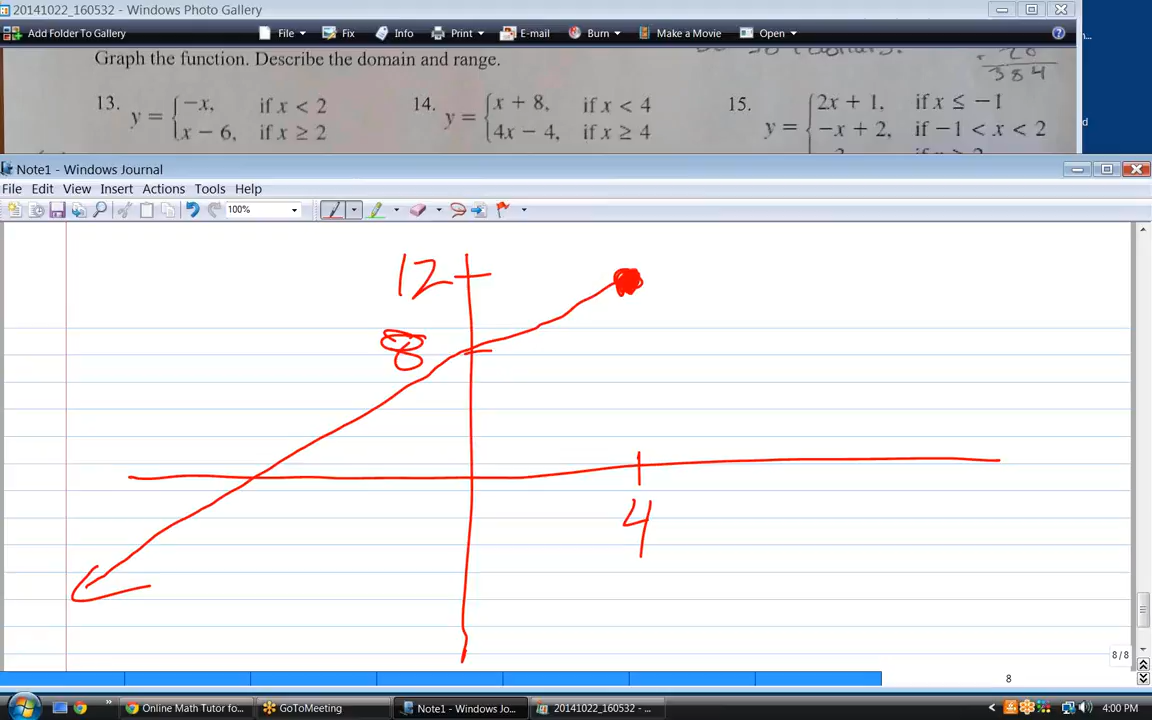 20141022_160532 - Windows Photo Gallery
Add Folder To Gallery File Fix Info Print E-mail Burn Make a Movie Open
20
384
Graph the function. Describe the domain and range.
13. y = { -x, if x < 2
x - 6, if x ≥ 2
14. y = { x + 8, if x < 4
4x - 4, if x ≥ 4
15. y = { 2x + 1, if x ≤ -1
-x + 2, if -1 < x < 2
Note1 - Windows Journal
File Edit View Insert Actions Tools Help
100%
12
8
4
8/8
8
Online Math Tutor fo... GoToMeeting Note1 - Windows Jo... 20141022_160532 - ... 4:00 PM